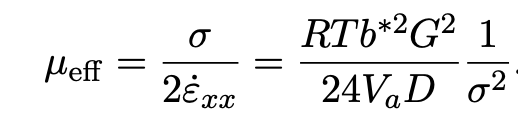 μ_eff = σ / (2ε̇_xx) = (RTb*²G² / (24V_aD)) (1 / σ²).